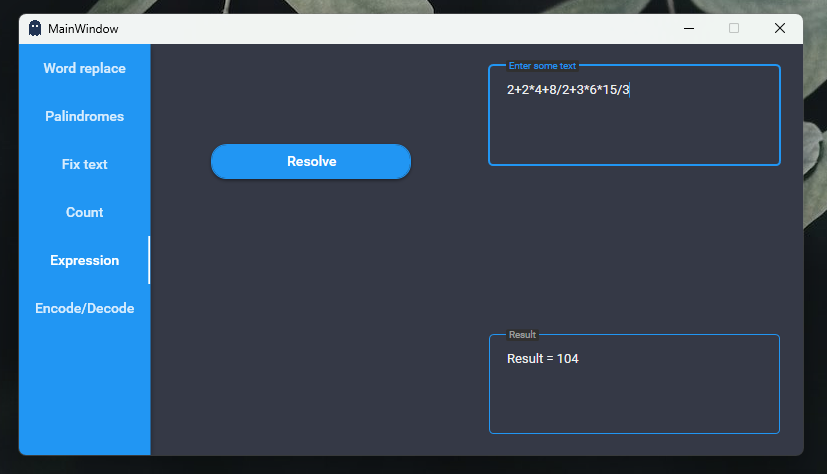 MainWindow
Word replace
Palindromes
Fix text
Count
Expression
Encode/Decode
Resolve
Enter some text
2+2*4+8/2+3*6*15/3
Result
Result = 104